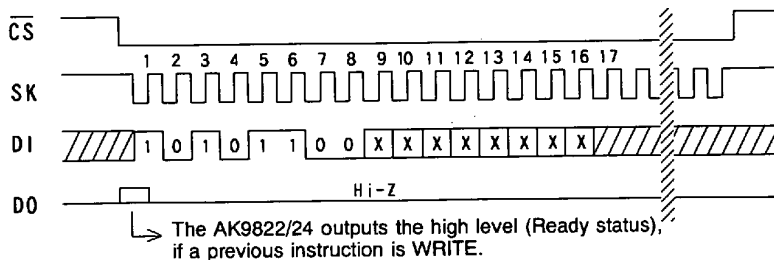 CS
1 2 3 4 5 6 7 8 9 10 11 12 13 14 15 16 17
SK
DI 1 0 1 0 1 1 0 0 X X X X X X X X
Hi-Z
DO
The AK9822/24 outputs the high level (Ready status),
if a previous instruction is WRITE.